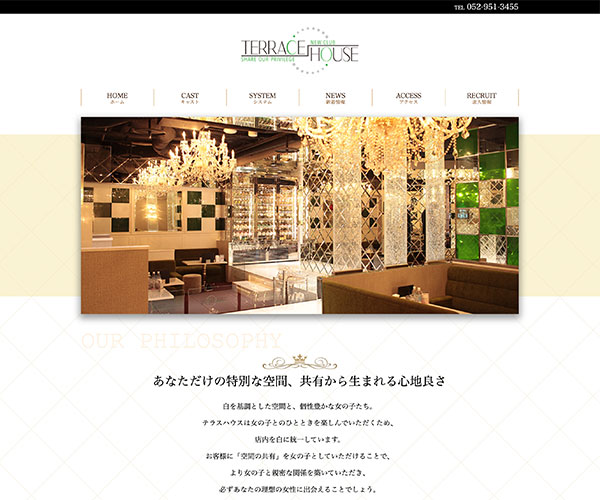 TEL 052-951-3455
TERRACE HOUSE
NEW CLUB
SHARE OUR PRIVILEGE
HOME
ホーム
CAST
キャスト
SYSTEM
システム
NEWS
新着情報
ACCESS
アクセス
RECRUIT
求人情報
OUR PHILOSOPHY
あなただけの特別な空間、共有から生まれる心地良さ
白を基調とした空間と、個性豊かな女の子たち。
テラスハウスは女の子とのひとときを楽しんでいただくため、
店内を白に統一しています。
お客様に「空間の共有」を女の子としていただけることで、
より女の子と親密な関係を築いていただき、
必ずあなたの理想の女性に出会えることでしょう。